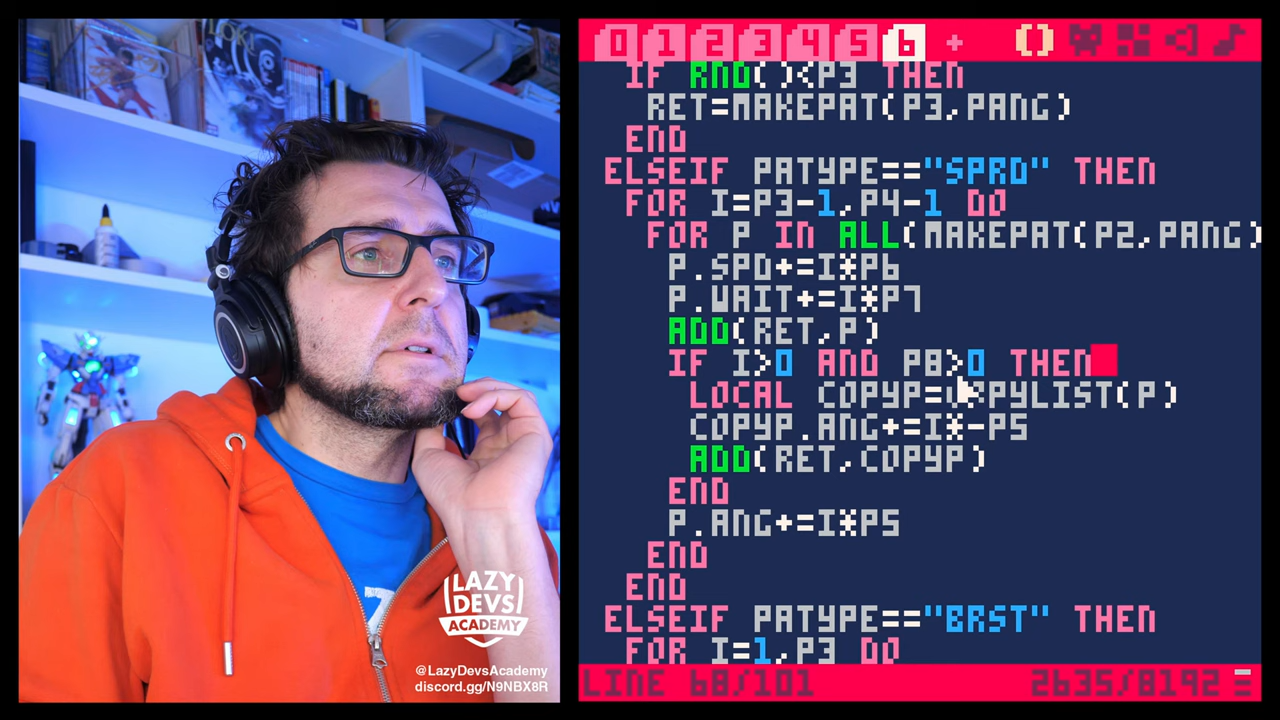 LOKI
LAZY
DEVS
ACADEMY
@LazyDevsAcademy
discord.gg/N9NBX8R
0 1 2 3 4 5 6 + ()
IF RND()<P3 THEN
RET=MAKEPAT(P3,PANG)
END
ELSEIF PATYPE=="SPRD" THEN
FOR I=P3-1,P4-1 DO
FOR P IN ALL(MAKEPAT(P2,PANG)
P.SPD+=I*P6
P.WAIT+=I*P7
ADD(RET,P)
IF I>0 AND P8>0 THEN
LOCAL COPYP=COPYLIST(P)
COPYP.ANG+=I*-P5
ADD(RET,COPYP)
END
P.ANG+=I*P5
END
END
ELSEIF PATYPE=="BRST" THEN
FOR I=1,P3 DO
LINE 68/101
2635/8192